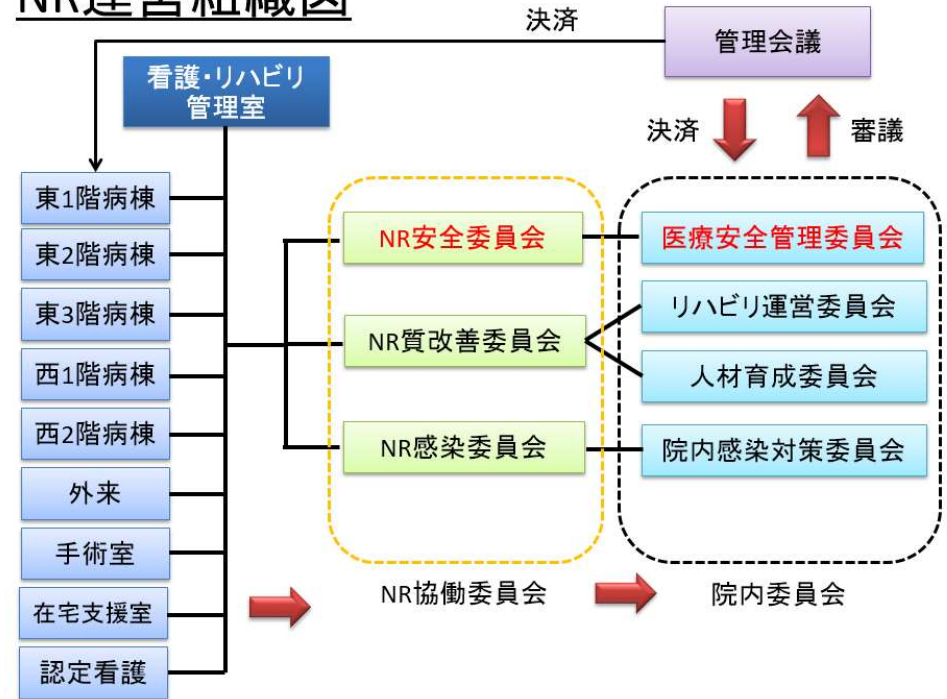 NR運営組織図
決済
管理会議
看護・リハビリ
管理室
決済
審議
東1階病棟
東2階病棟
東3階病棟
西1階病棟
西2階病棟
外来
手術室
在宅支援室
認定看護
NR安全委員会
NR質改善委員会
NR感染委員会
医療安全管理委員会
リハビリ運営委員会
人材育成委員会
院内感染対策委員会
NR協働委員会
院内委員会